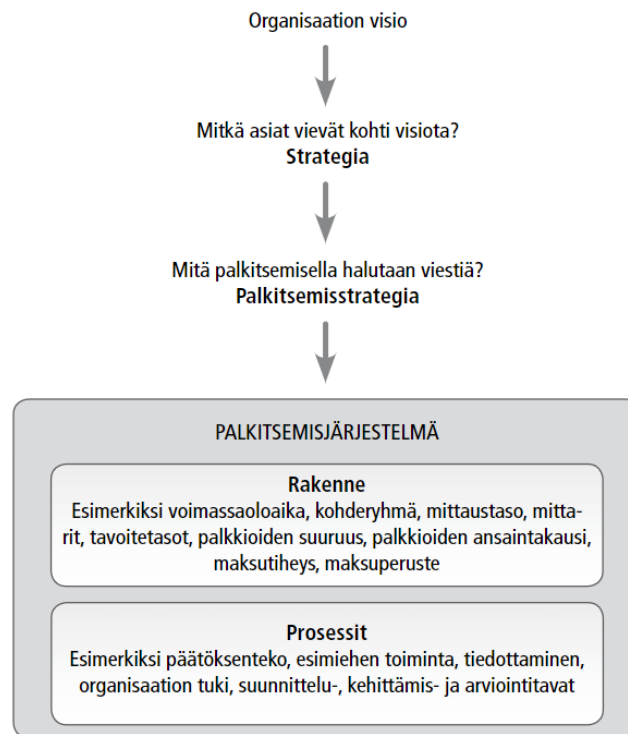 Organisaation visio
Mitkä asiat vievät kohti visiota?
Strategia
Mitä palkitsemisella halutaan viestiä?
Palkitsemisstrategia
PALKITSEMISJÄRJESTELMÄ
Rakenne
Esimerkiksi voimassaoloaika, kohderyhmä, mittaustaso, mitta-
rit, tavoitetasot, palkkioiden suuruus, palkkioiden ansaintakausi,
maksutiheys, maksuperuste
Prosessit
Esimerkiksi päätöksenteko, esimiehen toiminta, tiedottaminen,
organisaation tuki, suunnittelu-, kehittämis- ja arviointitavat